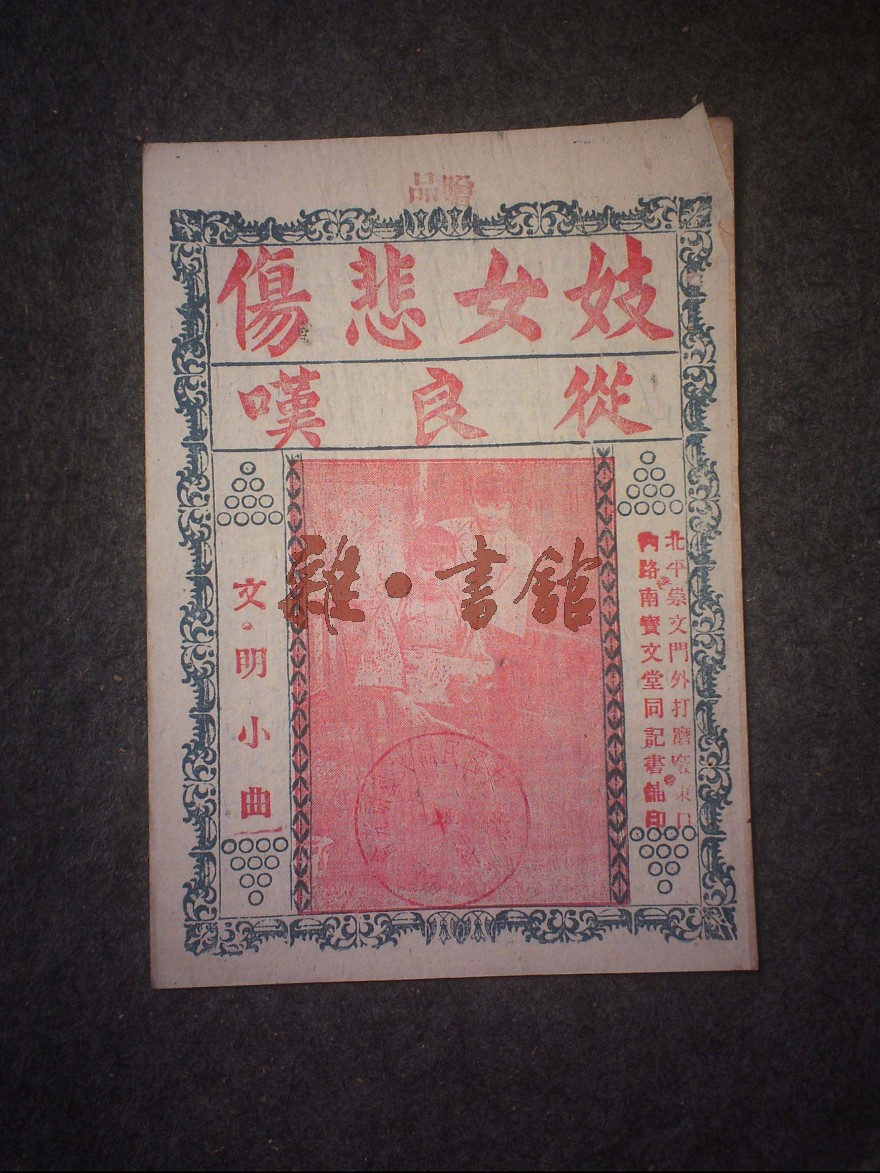 贈品
妓女悲傷
從良嘆
北平崇文門外打磨廠東口
內路南寶文堂同記書鋪印
文明小曲
雜·書館